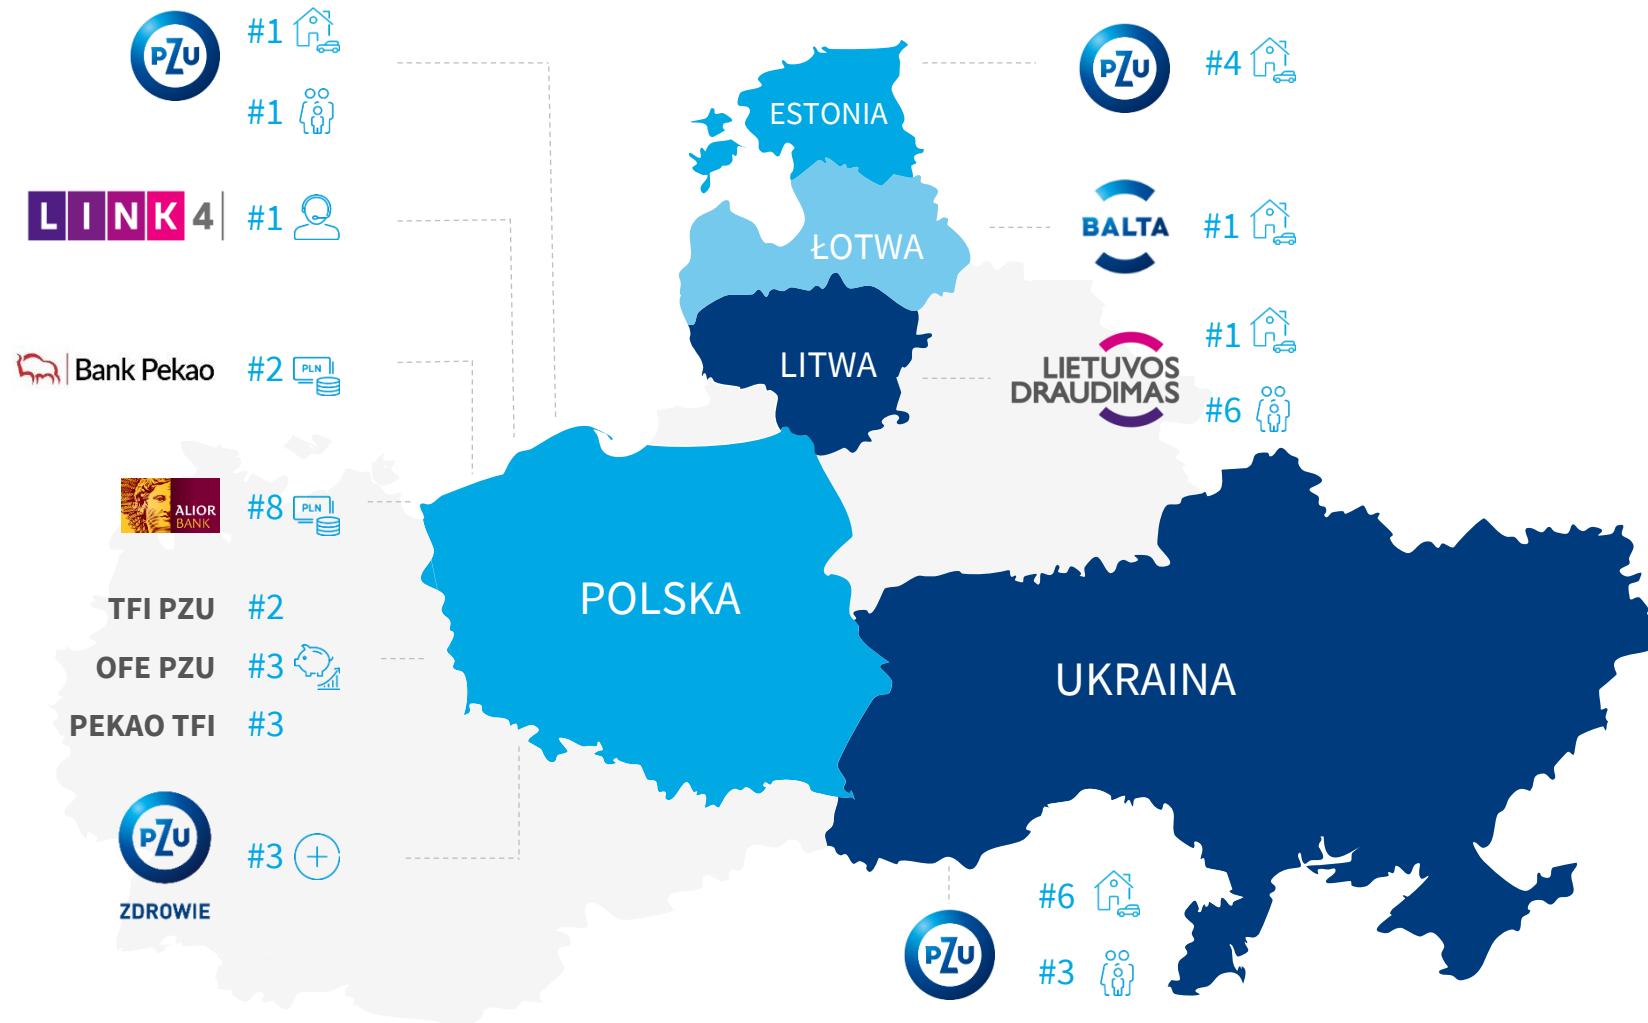 PZU
#1
#1
LINK4
#1
Bank Pekao
#2
PLN
ALIOR
BANK
#8
PLN
TFI PZU
#2
OFE PZU
#3
PEKAO TFI
#3
PZU
ZDROWIE
#3
ESTONIA
ŁOTWA
LITWA
POLSKA
UKRAINA
PZU
#4
BALTA
#1
LIETUVOS
DRAUDIMAS
#1
#6
PZU
#6
#3